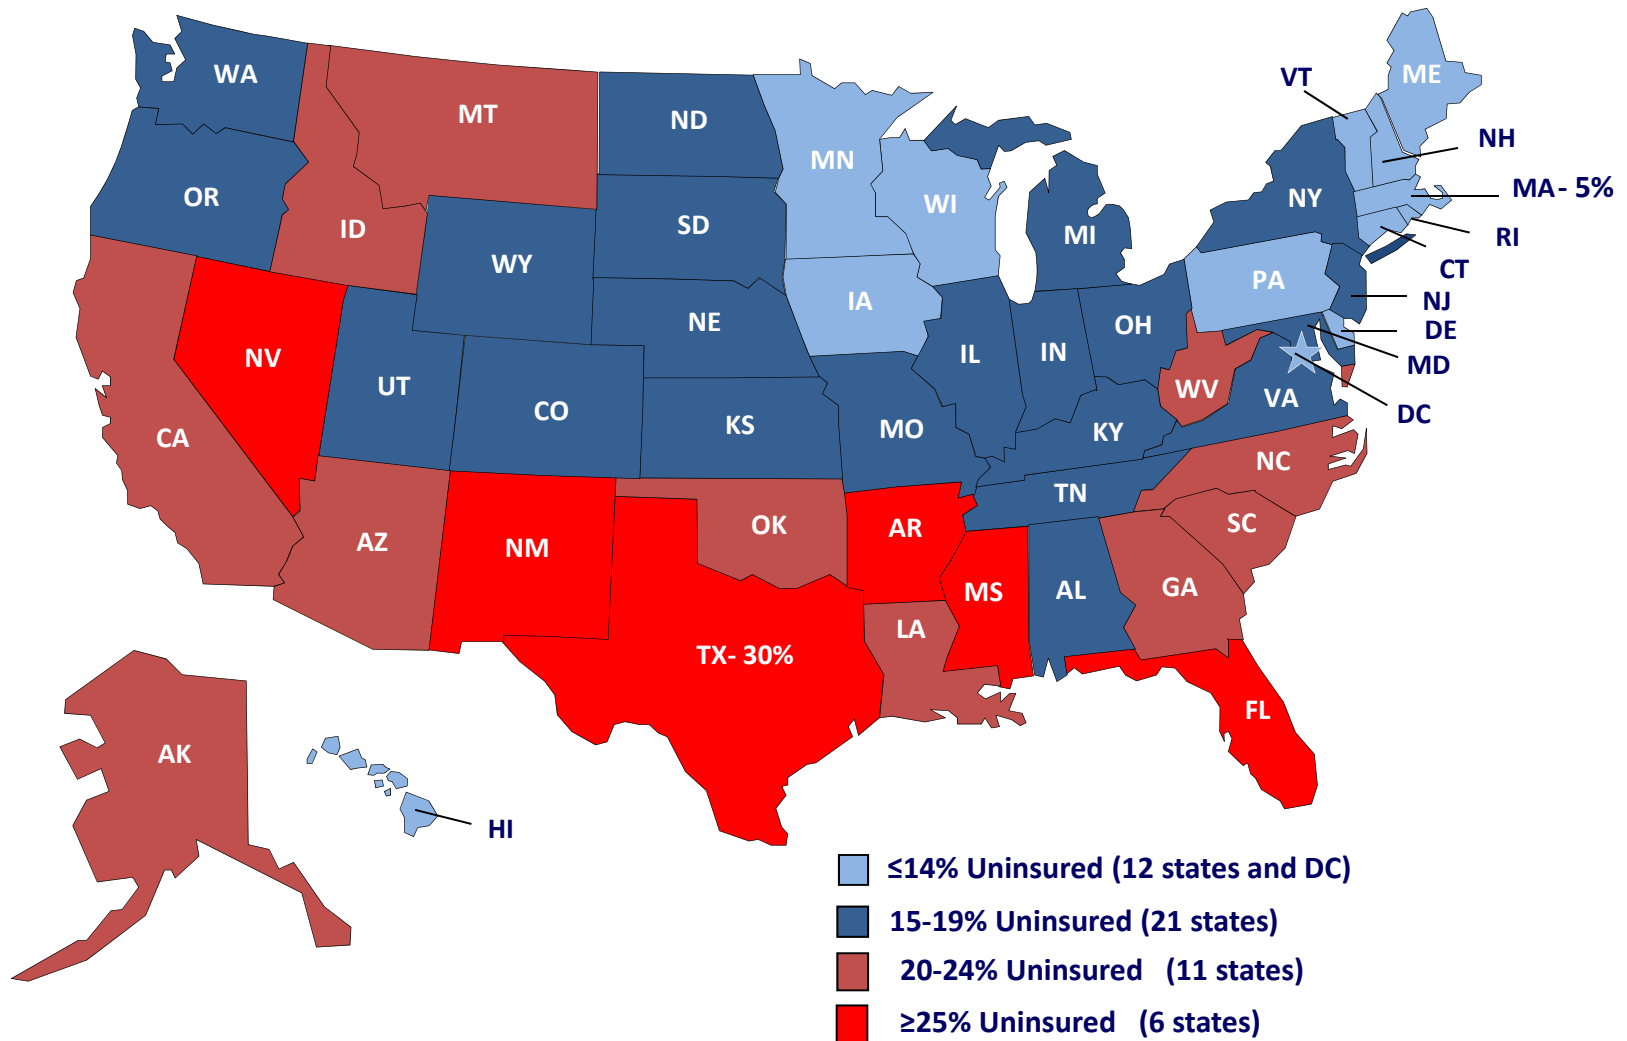 WA
MT
ND
MN
ME
VT
NH
MA - 5%
RI
CT
NJ
DE
MD
DC
OR
ID
SD
WI
NY
MI
WY
IA
PA
NE
OH
IL
IN
NV
UT
CO
WV
VA
CA
KS
MO
KY
NC
TN
AZ
NM
OK
AR
SC
MS
AL
GA
LA
TX- 30%
FL
AK
HI
≤14% Uninsured (12 states and DC)
15-19% Uninsured (21 states)
20-24% Uninsured (11 states)
≥25% Uninsured (6 states)